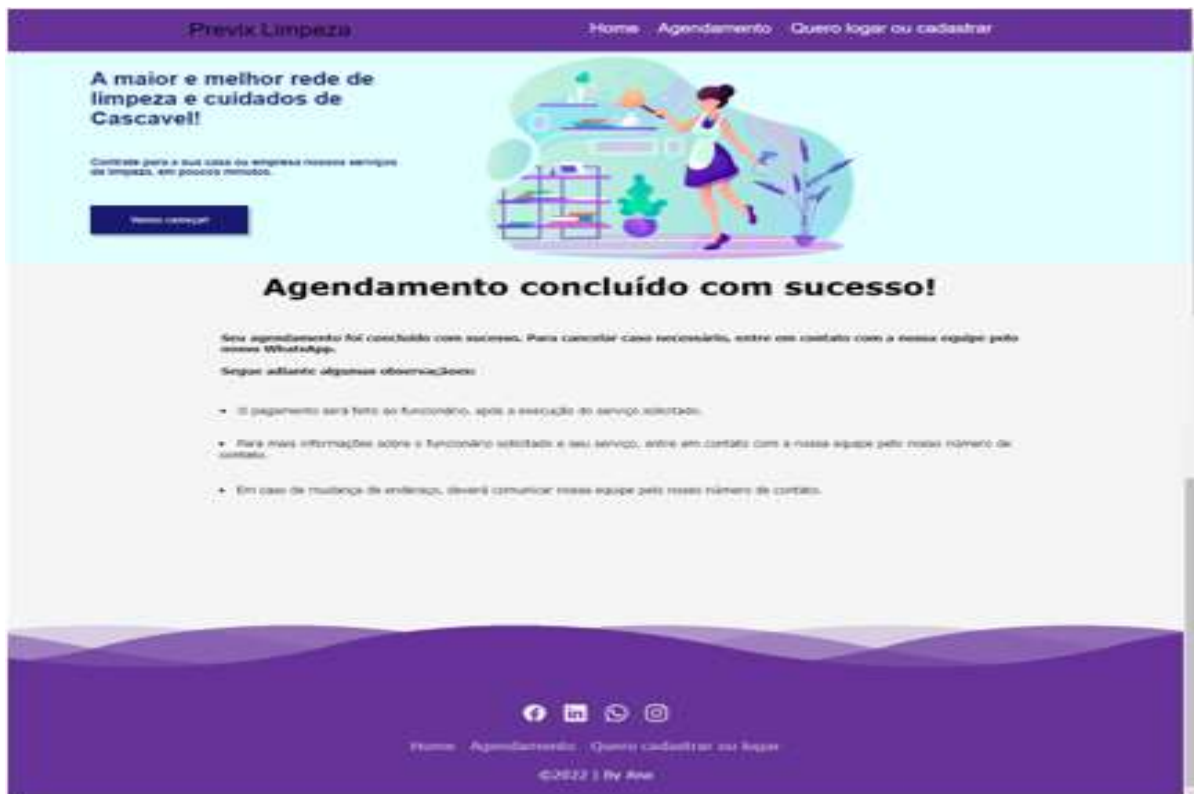 Previx Limpeza
Home Agendamento Quero logar ou cadastrar
A maior e melhor rede de
limpeza e cuidados de
Cascavel!
Contrate para a sua casa ou empresa nossos serviços
de limpeza, em poucos minutos.
Vamos começar!
Agendamento concluído com sucesso!
Seu agendamento foi concluído com sucesso. Para cancelar caso necessário, entre em contato com a nossa equipe pelo
nosso WhatsApp.
Segue adiante algumas observações:
• O pagamento será feito ao funcionário, após a execução do serviço solicitado.
• Para mais informações sobre o funcionário solicitado e seu serviço, entre em contato com a nossa equipe pelo nosso número de
contato.
• Em caso de mudança de endereço, deverá comunicar nossa equipe pelo nosso número de contato.
Home Agendamento Quero cadastrar ou logar
©2022 | By Ana